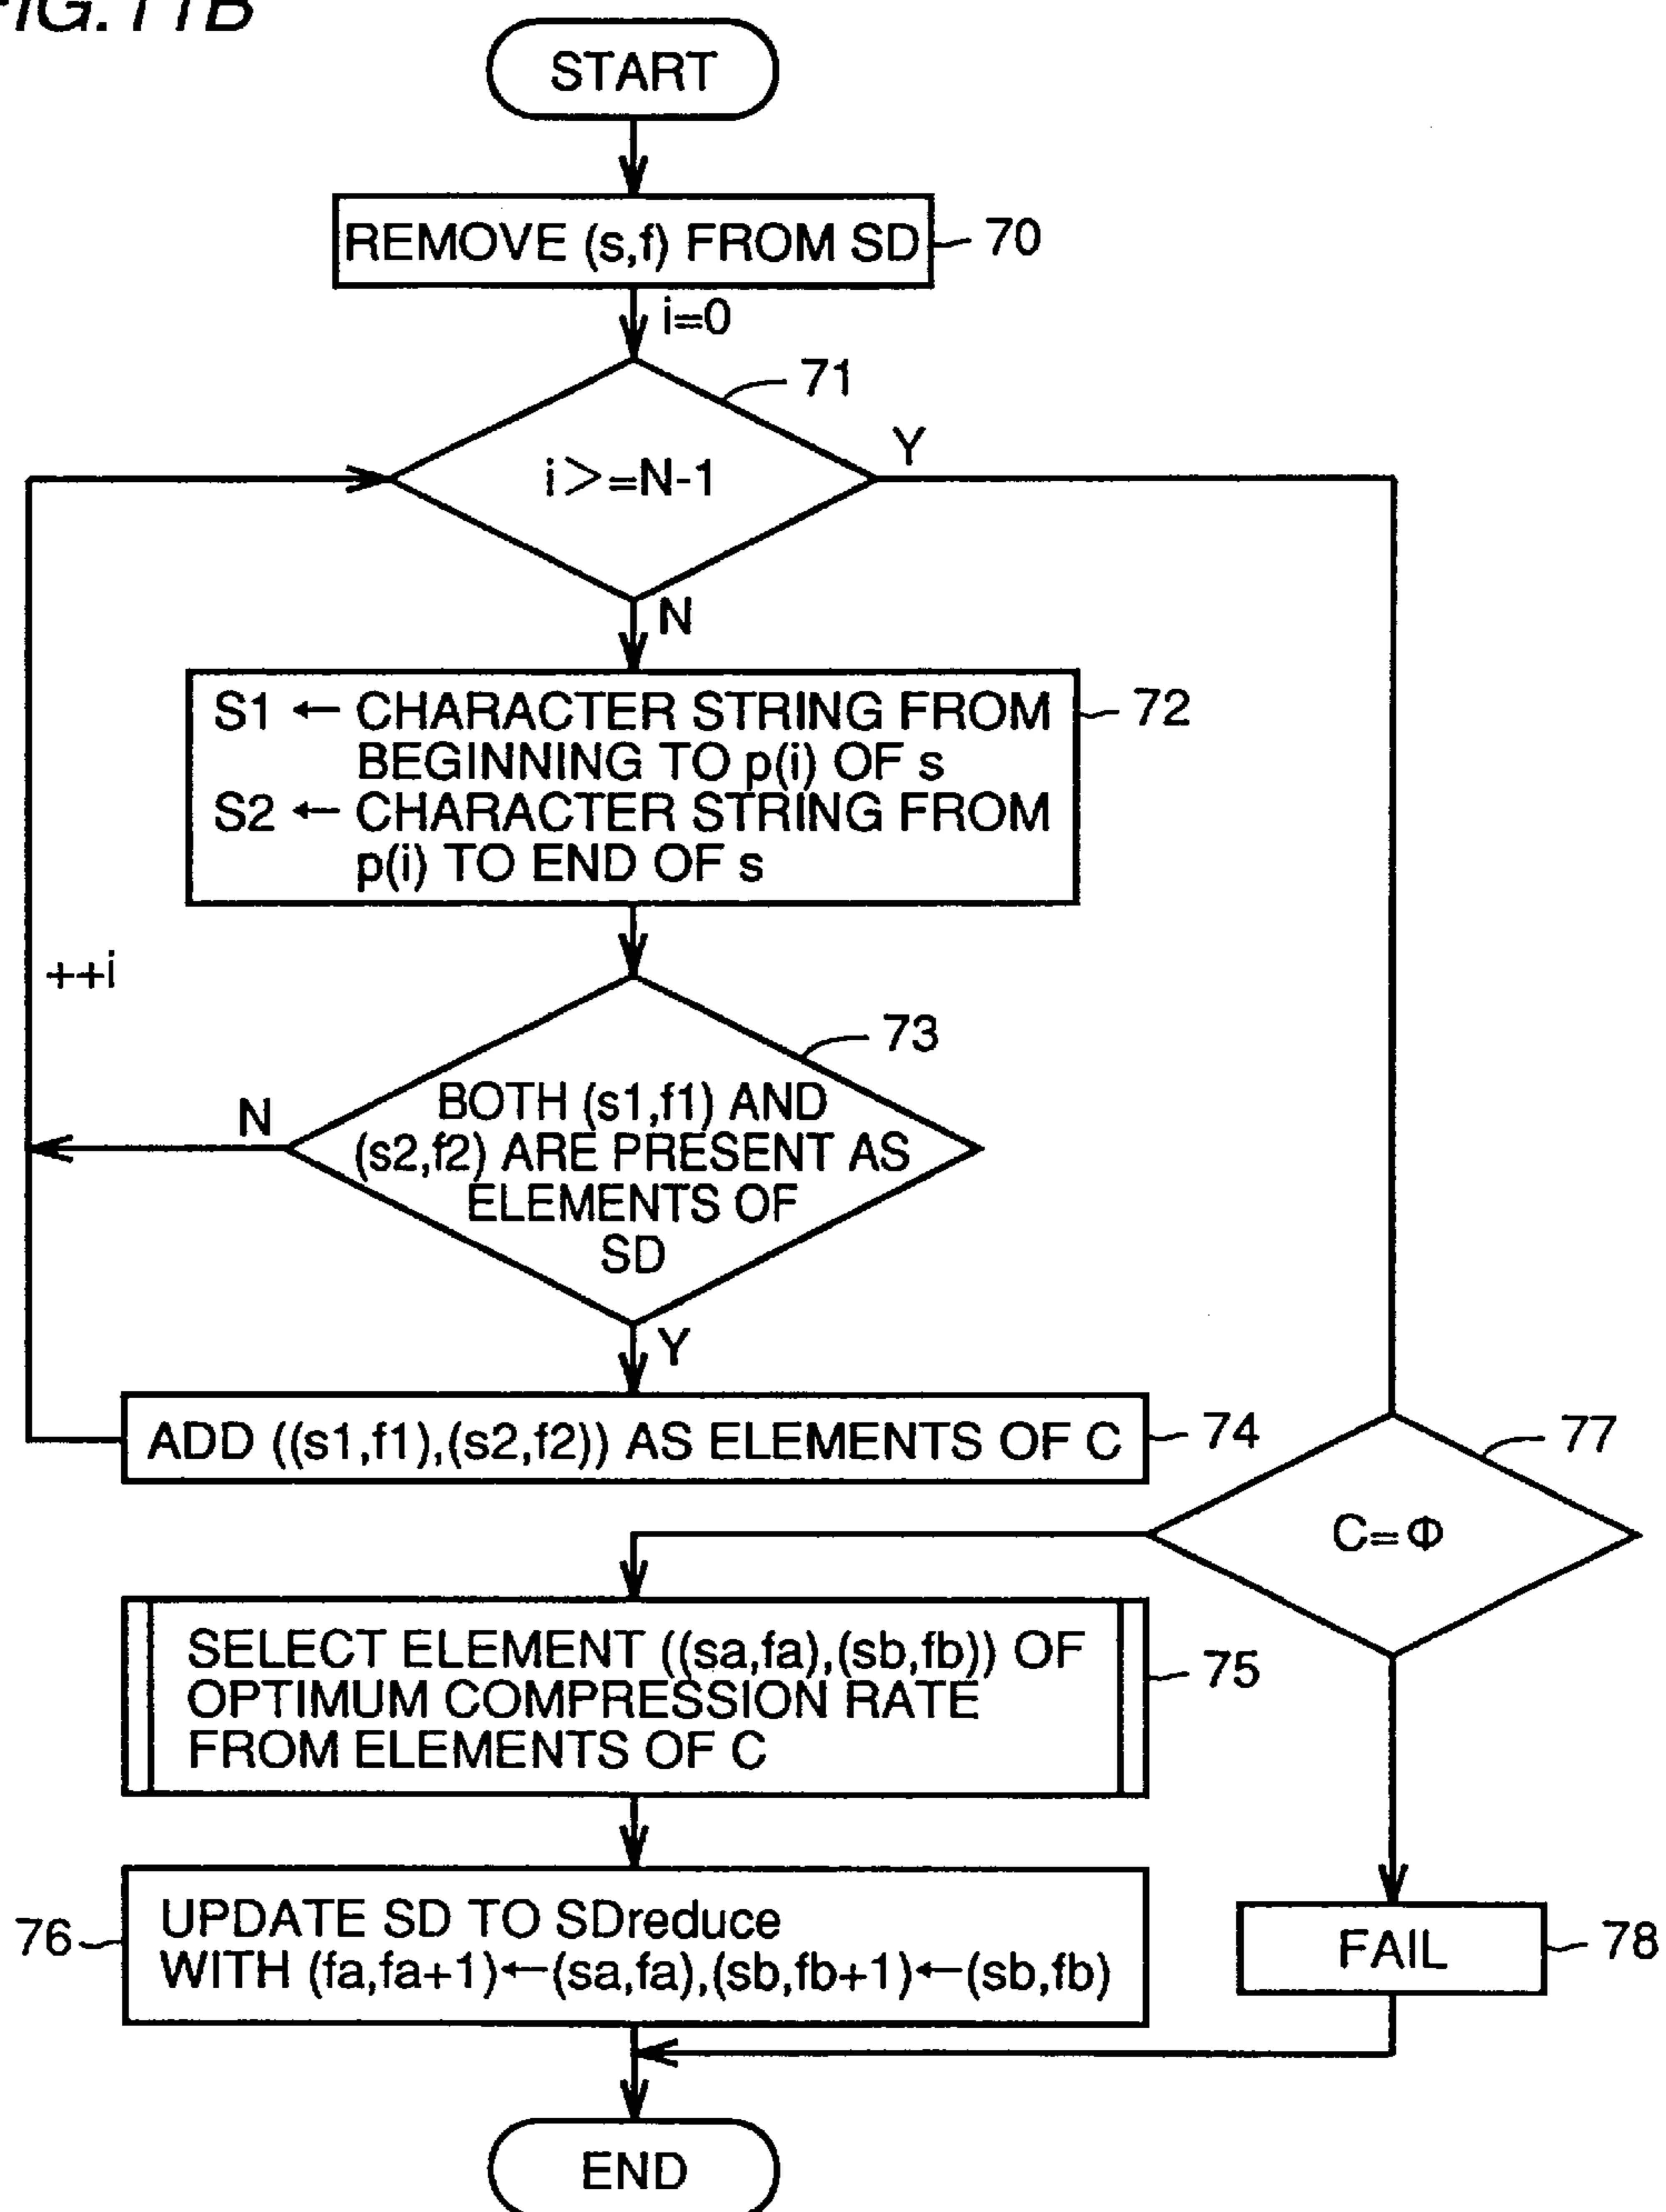 FIG. 11B
START
REMOVE (s,f) FROM SD
70
i=0
71
i>=N-1
Y
N
S1 ← CHARACTER STRING FROM
BEGINNING TO p(i) OF s
S2 ← CHARACTER STRING FROM
p(i) TO END OF s
72
++i
73
BOTH (s1,f1) AND
(s2,f2) ARE PRESENT AS
ELEMENTS OF
SD
N
Y
ADD ((s1,f1),(s2,f2)) AS ELEMENTS OF C
74
77
C=Φ
SELECT ELEMENT ((sa,fa),(sb,fb)) OF
OPTIMUM COMPRESSION RATE
FROM ELEMENTS OF C
75
76
UPDATE SD TO SDreduce
WITH (fa,fa+1)←(sa,fa),(sb,fb+1)←(sb,fb)
FAIL
78
END